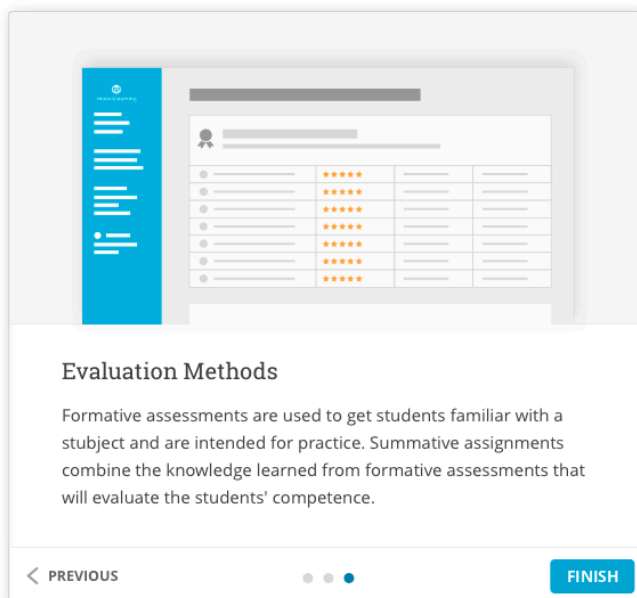 Evaluation Methods
Formative assessments are used to get students familiar with a
stubject and are intended for practice. Summative assignments
combine the knowledge learned from formative assessments that
will evaluate the students' competence.
PREVIOUS
FINISH